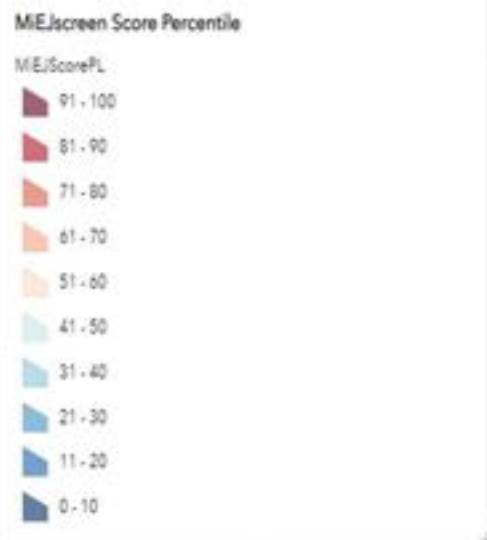 MiEJscreen Score Percentile
MiEJScorePL
91 - 100
81 - 90
71 - 80
61 - 70
51 - 60
41 - 50
31 - 40
21 - 30
11 - 20
0 - 10